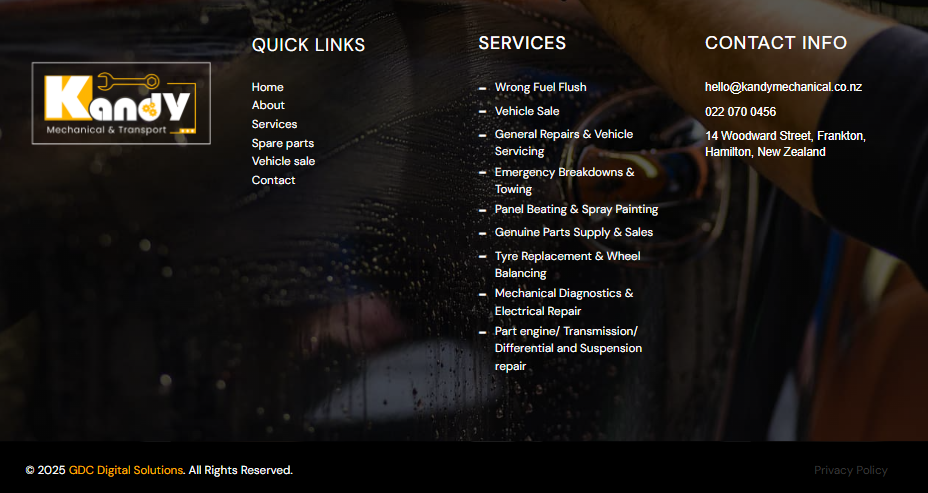 Kandy
Mechanical & Transport
QUICK LINKS
Home
About
Services
Spare parts
Vehicle sale
Contact
SERVICES
Wrong Fuel Flush
Vehicle Sale
General Repairs & Vehicle
Servicing
Emergency Breakdowns &
Towing
Panel Beating & Spray Painting
Genuine Parts Supply & Sales
Tyre Replacement & Wheel
Balancing
Mechanical Diagnostics &
Electrical Repair
Part engine/ Transmission/
Differential and Suspension
repair
CONTACT INFO
hello@kandymechanical.co.nz
022 070 0456
14 Woodward Street, Frankton,
Hamilton, New Zealand
© 2025 GDC Digital Solutions. All Rights Reserved.
Privacy Policy